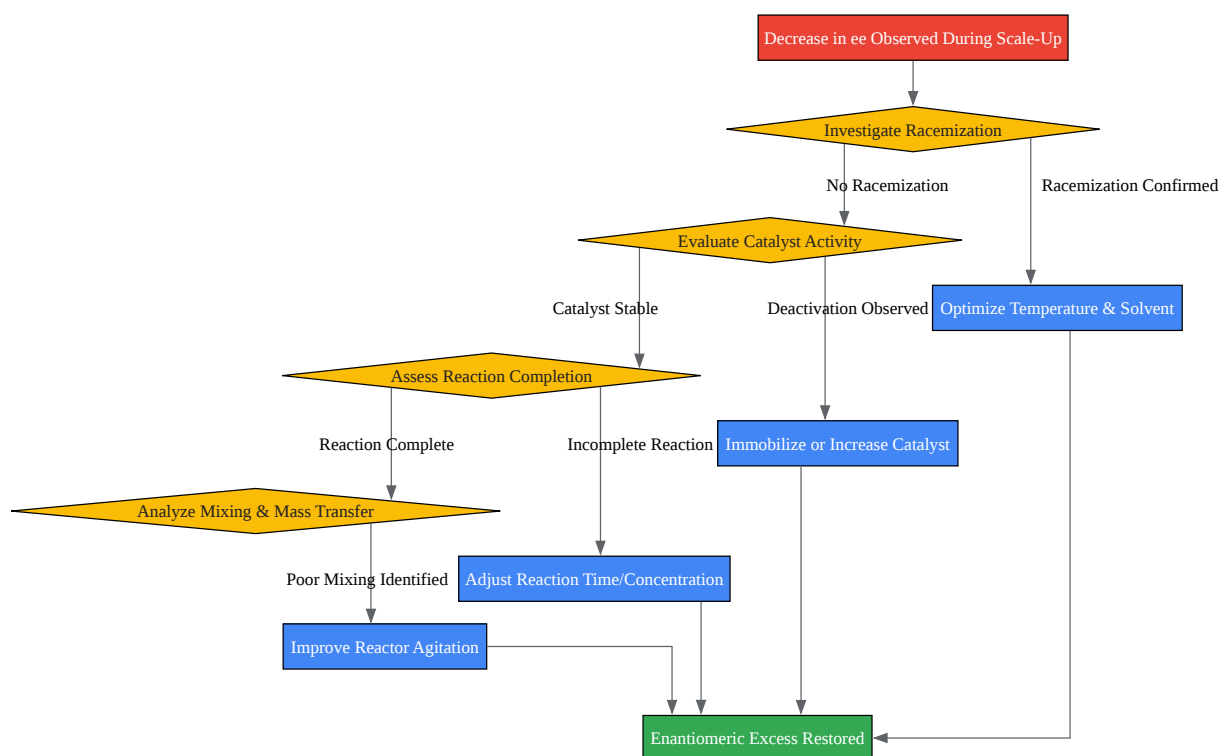 Decrease in ee Observed During Scale-Up
Investigate Racemization
No Racemization
Racemization Confirmed
Evaluate Catalyst Activity
Catalyst Stable
Deactivation Observed
Optimize Temperature & Solvent
Assess Reaction Completion
Reaction Complete
Incomplete Reaction
Immobilize or Increase Catalyst
Analyze Mixing & Mass Transfer
Poor Mixing Identified
Adjust Reaction Time/Concentration
Improve Reactor Agitation
Enantiomeric Excess Restored